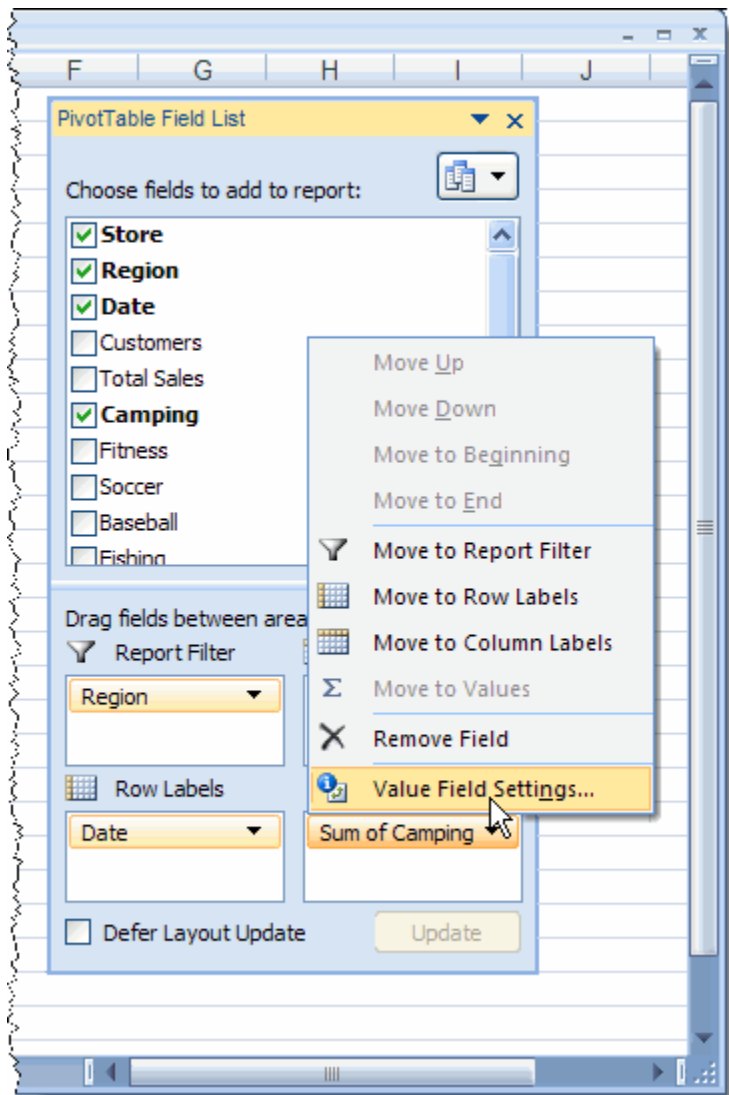 F G H I J
PivotTable Field List
Choose fields to add to report:
Store
Region
Date
Customers
Total Sales
Camping
Fitness
Soccer
Baseball
Fishing
Move Up
Move Down
Move to Beginning
Move to End
Move to Report Filter
Move to Row Labels
Move to Column Labels
Σ Move to Values
Remove Field
Value Field Settings...
Drag fields between area
Report Filter
Region
Row Labels
Date
Sum of Camping
Defer Layout Update
Update